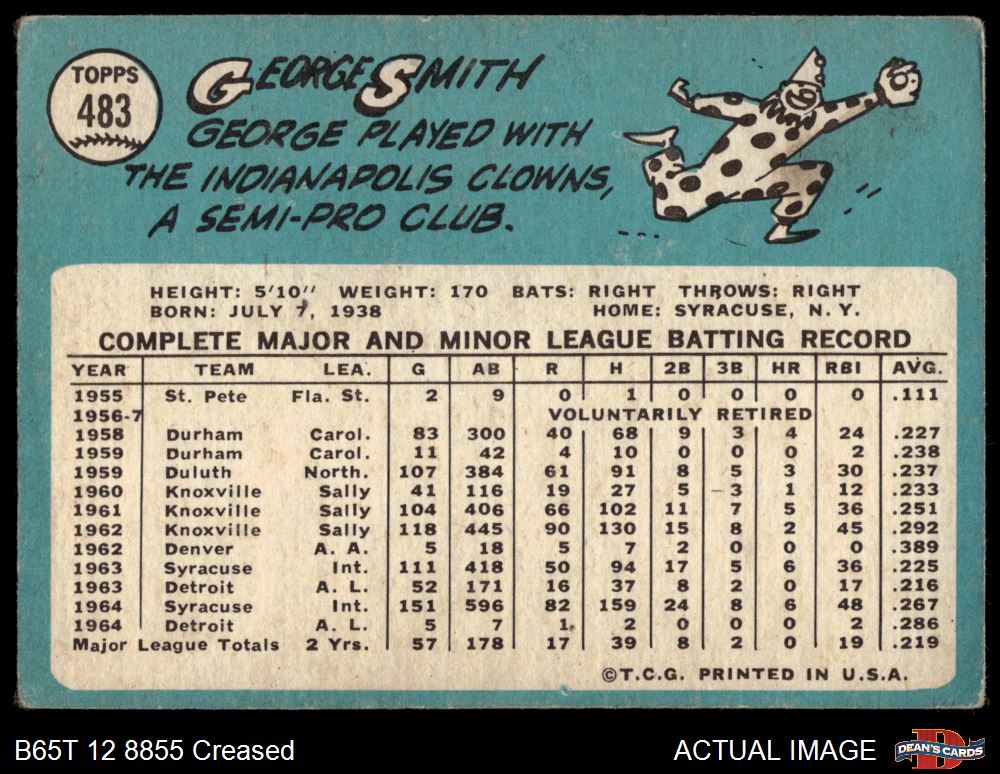 TOPPS
483
GEORGE SMITH
GEORGE PLAYED WITH
THE INDIANAPOLIS CLOWNS,
A SEMI-PRO CLUB.
HEIGHT: 5'10" WEIGHT: 170 BATS: RIGHT THROWS: RIGHT
BORN: JULY 7, 1938 HOME: SYRACUSE, N. Y.
COMPLETE MAJOR AND MINOR LEAGUE BATTING RECORD
YEAR TEAM LEA. G AB R H 2B 3B HR RBI AVG.
1955 St. Pete Fla. St. 2 9 0 1 0 0 0 0 .111
1956-7 VOLUNTARILY RETIRED
1958 Durham Carol. 83 300 40 68 9 3 4 24 .227
1959 Durham Carol. 11 42 4 10 0 0 0 2 .238
1959 Duluth North. 107 384 61 91 8 5 3 30 .237
1960 Knoxville Sally 41 116 19 27 5 3 1 12 .233
1961 Knoxville Sally 104 406 66 102 11 7 5 36 .251
1962 Knoxville Sally 118 445 90 130 15 8 2 45 .292
1962 Denver A. A. 5 18 5 7 2 0 0 0 .389
1963 Syracuse Int. 111 418 50 94 17 5 6 36 .225
1963 Detroit A. L. 52 171 16 37 8 2 0 17 .216
1964 Syracuse Int. 151 596 82 159 24 8 6 48 .267
1964 Detroit A. L. 5 7 1 2 0 0 0 2 .286
Major League Totals 2 Yrs. 57 178 17 39 8 2 0 19 .219
©T.C.G. PRINTED IN U.S.A.
B65T 12 8855 Creased
ACTUAL IMAGE
D
DEAN'S CARDS